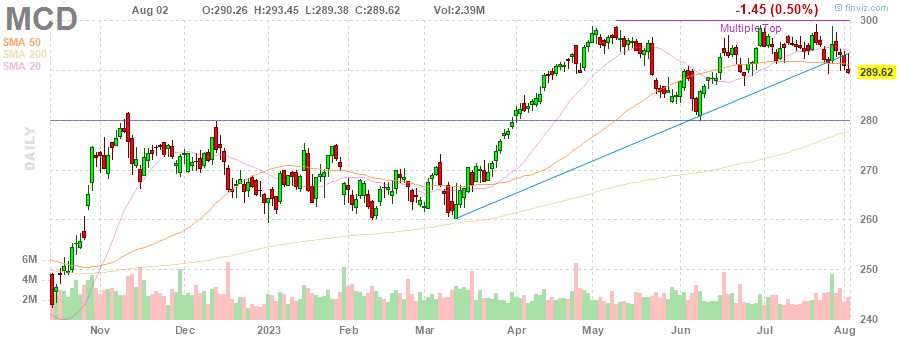 MCD
Aug 02
O:290.26 H:293.45 L:289.38 C:289.62 Vol:2.39M
-1.45 (0.50%)
© finviz.com
SMA 50
SMA 200
SMA 20
Multiple Top
DAILY
300
289.62
280
270
260
250
240
6M
4M
2M
Nov Dec 2023 Feb Mar Apr May Jun Jul Aug